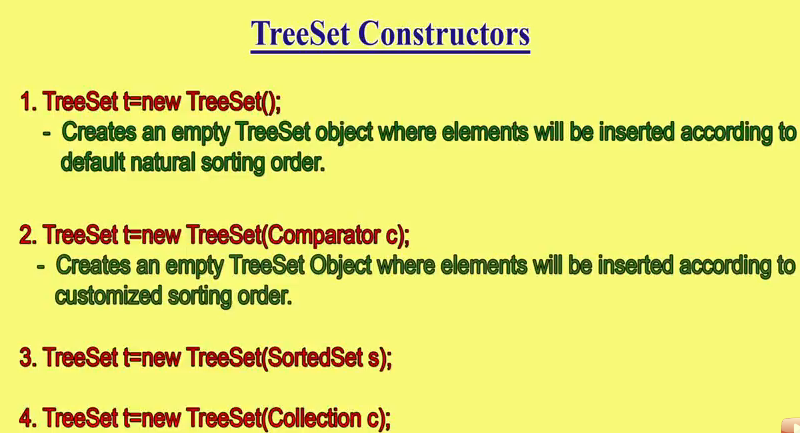 TreeSet Constructors
1. TreeSet t=new TreeSet();
- Creates an empty TreeSet object where elements will be inserted according to
default natural sorting order.
2. TreeSet t=new TreeSet(Comparator c);
- Creates an empty TreeSet Object where elements will be inserted according to
customized sorting order.
3. TreeSet t=new TreeSet(SortedSet s);
4. TreeSet t=new TreeSet(Collection c);